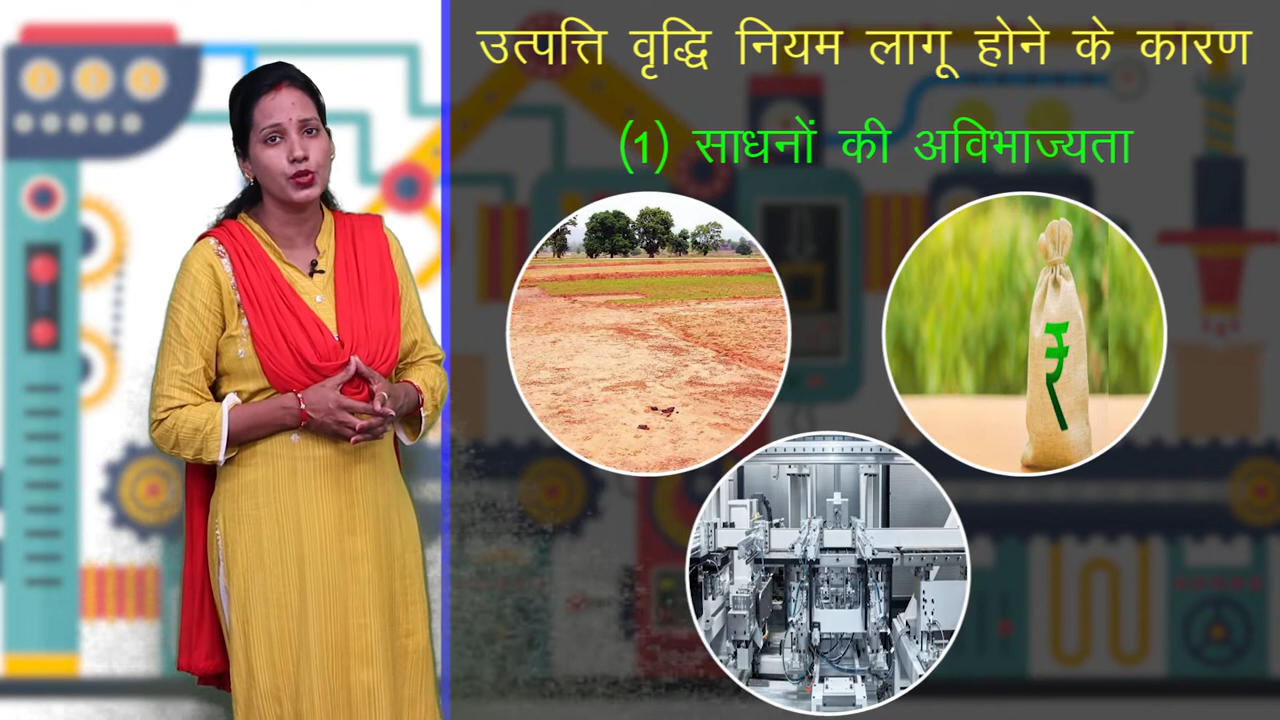 उत्पत्ति वृद्धि नियम लागू होने के कारण
(1) साधनों की अविभाज्यता
₹